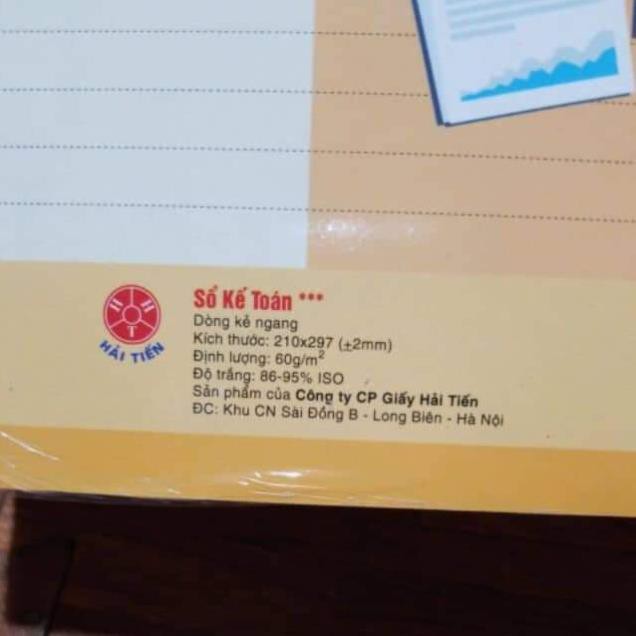 H H T
HẢI TIẾN
Sổ Kế Toán ***
Dòng kẻ ngang
Kích thước: 210x297 (±2mm)
Định lượng: 60g/m²
Độ trắng: 86-95% ISO
Sản phẩm của Công ty CP Giấy Hải Tiến
ĐC: Khu CN Sài Đồng B - Long Biên - Hà Nội